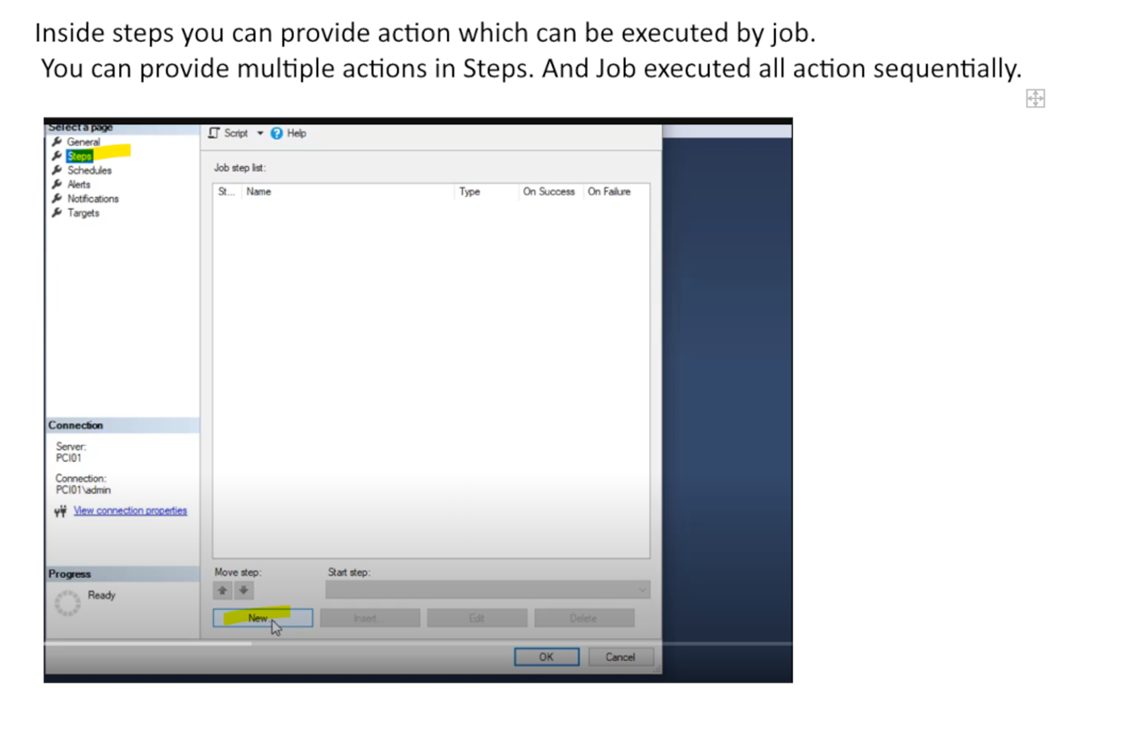 Inside steps you can provide action which can be executed by job.
You can provide multiple actions in Steps. And Job executed all action sequentially.
Select a page
General
Steps
Schedules
Alerts
Notifications
Targets
Script
Help
Job step list:
St... Name Type On Success On Failure
Connection
Server:
PCI01
Connection:
PCI01\admin
View connection properties
Progress
Ready
Move step:
Start step:
New...
Insert...
Edit
Delete
OK
Cancel